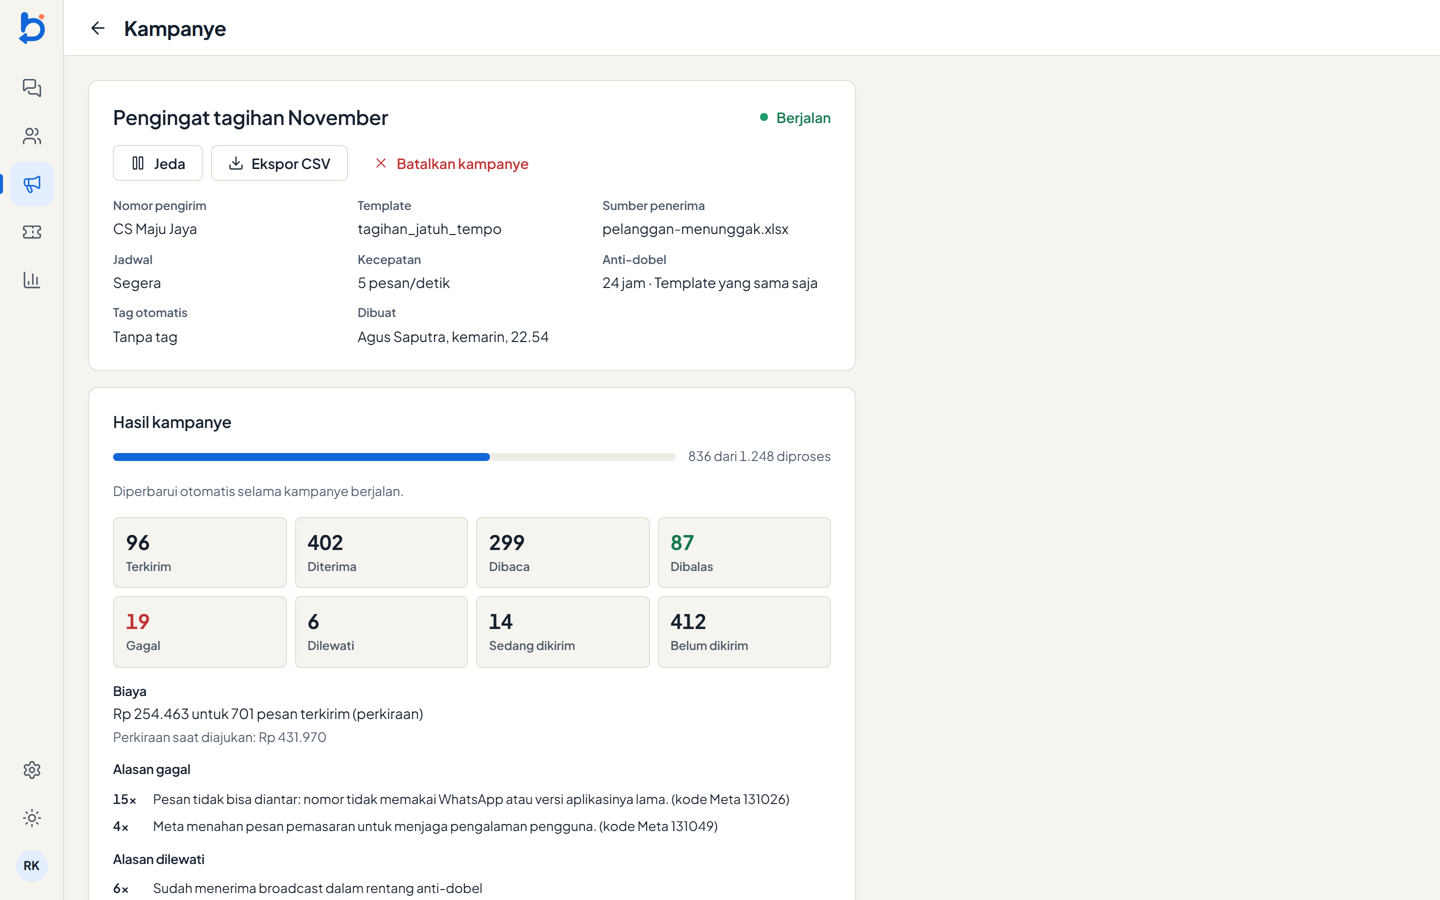 Kampanye
Pengingat tagihan November
Berjalan
Jeda
Ekspor CSV
Batalkan kampanye
Nomor pengirim
CS Maju Jaya
Template
tagihan_jatuh_tempo
Sumber penerima
pelanggan-menunggak.xlsx
Jadwal
Segera
Kecepatan
5 pesan/detik
Anti-dobel
24 jam · Template yang sama saja
Tag otomatis
Tanpa tag
Dibuat
Agus Saputra, kemarin, 22.54
Hasil kampanye
836 dari 1.248 diproses
Diperbarui otomatis selama kampanye berjalan.
96
Terkirim
402
Diterima
299
Dibaca
87
Dibalas
19
Gagal
6
Dilewati
14
Sedang dikirim
412
Belum dikirim
Biaya
Rp 254.463 untuk 701 pesan terkirim (perkiraan)
Perkiraan saat diajukan: Rp 431.970
Alasan gagal
15× Pesan tidak bisa diantar: nomor tidak memakai WhatsApp atau versi aplikasinya lama. (kode Meta 131026)
4× Meta menahan pesan pemasaran untuk menjaga pengalaman pengguna. (kode Meta 131049)
Alasan dilewati
6× Sudah menerima broadcast dalam rentang anti-dobel
RK